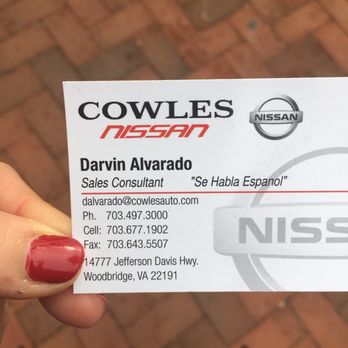 COWLES
NISSAN
NISSAN
Darvin Alvarado
Sales Consultant "Se Habla Espanol"
dalvarado@cowlesauto.com
Ph. 703.497.3000
Cell: 703.677.1902
Fax: 703.643.5507
14777 Jefferson Davis Hwy.
Woodbridge, VA 22191
NISS